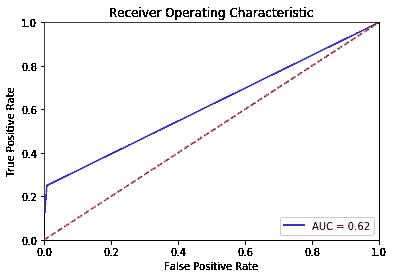 Receiver Operating Characteristic
True Positive Rate
1.0
0.8
0.6
0.4
0.2
0.0
AUC = 0.62
0.0 0.2 0.4 0.6 0.8 1.0
False Positive Rate